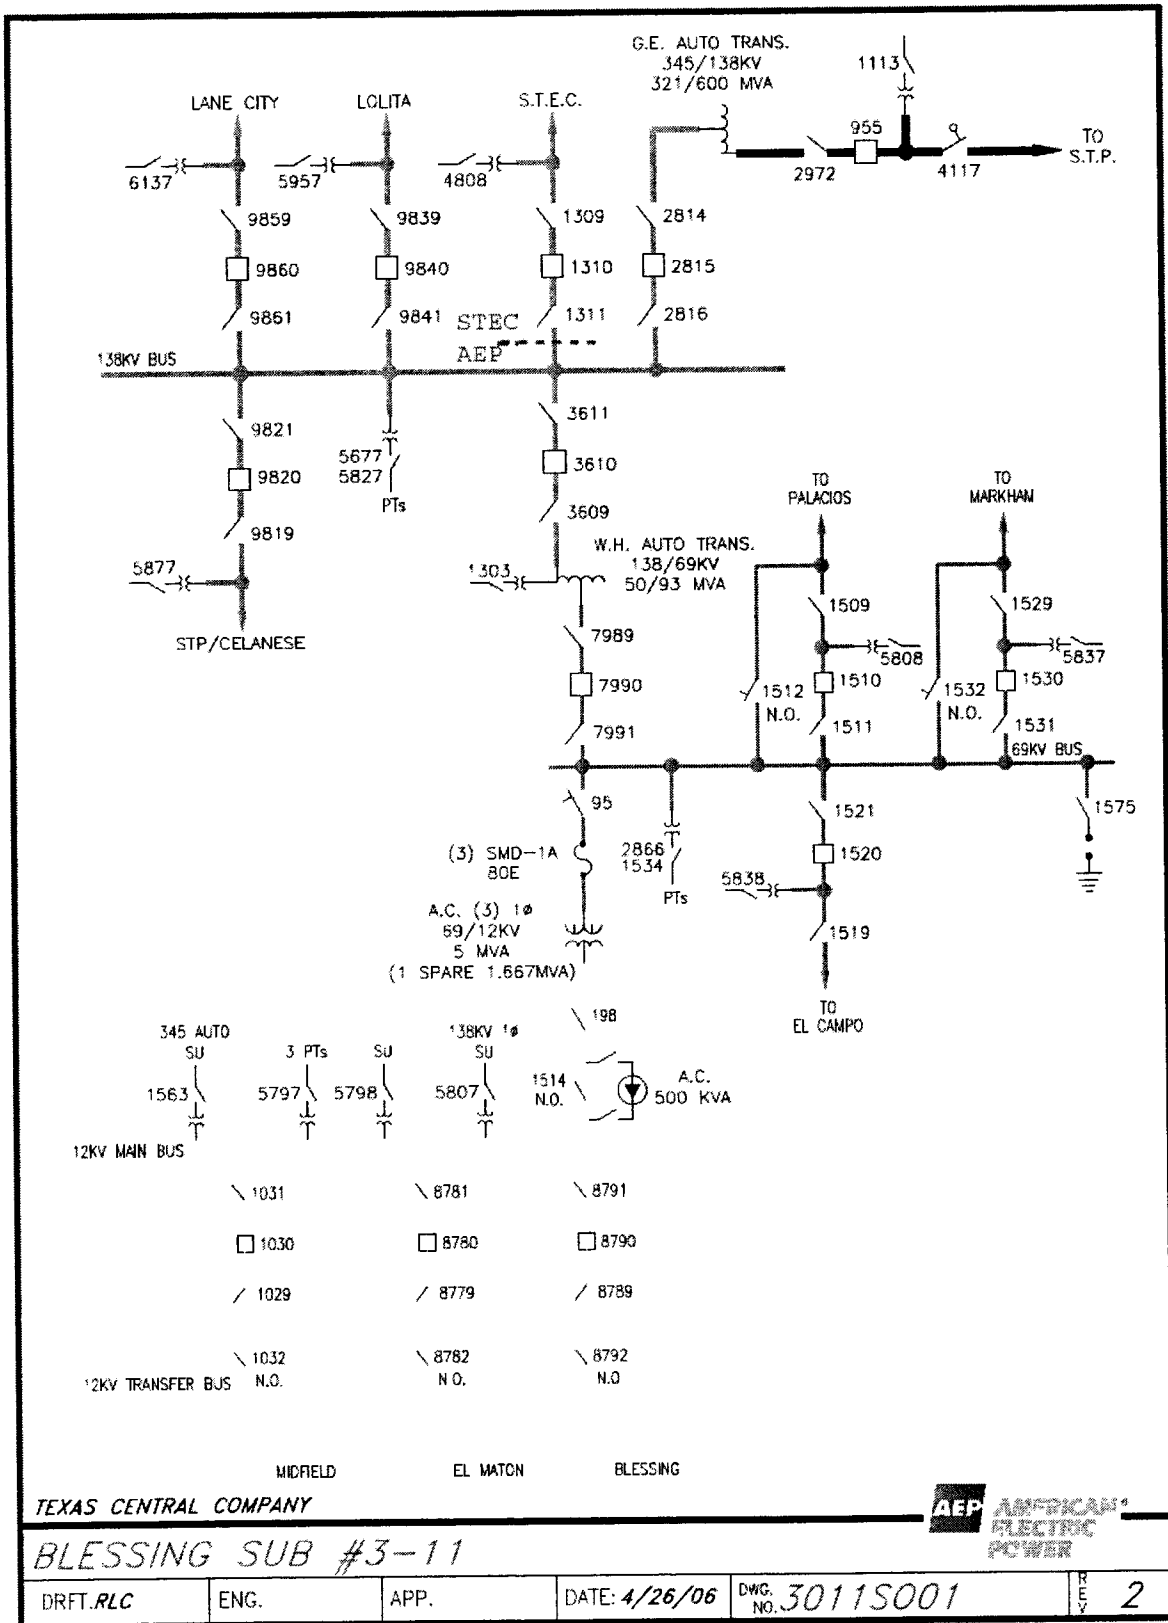 G.E. AUTO TRANS.
345/138KV
321/600 MVA
1113
LANE CITY
LOLITA
S.T.E.C.
955
TO
S.T.P.
2972
4117
6137
5957
4808
9859
9839
1309
2814
9860
9840
1310
2815
9861
9841
STEC
1311
2816
AEP
138KV BUS
9821
3611
5677
5827
PTs
9820
3610
9819
3609
TO
PALACIOS
TO
MARKHAM
5877
1303
W.H. AUTO TRANS.
138/69KV
50/93 MVA
STP/CELANESE
7989
1509
1529
5808
5837
7990
1512
N.O.
1510
1532
N.O.
1530
7991
1511
1531
69KV BUS
95
1521
1575
(3) SMD-1A
80E
2866
1534
PTs
1520
5838
A.C. (3) 1ø
69/12KV
5 MVA
(1 SPARE 1.667MVA)
1519
198
TO
EL CAMPO
345 AUTO
SU
3 PTs
SU
138KV 1ø
SU
1563
5797
5798
5807
1514
N.O.
A.C.
500 KVA
12KV MAIN BUS
1031
8781
8791
1030
8780
8790
1029
8779
8789
1032
N.O.
8782
N.O.
8792
N.O
12KV TRANSFER BUS
MIDFIELD
EL MATON
BLESSING
TEXAS CENTRAL COMPANY
AEP AMERICAN
ELECTRIC
POWER
BLESSING SUB #3-11
DRFT. RLC
ENG.
APP.
DATE: 4/26/06
DWG. NO. 3011S001
REV 2